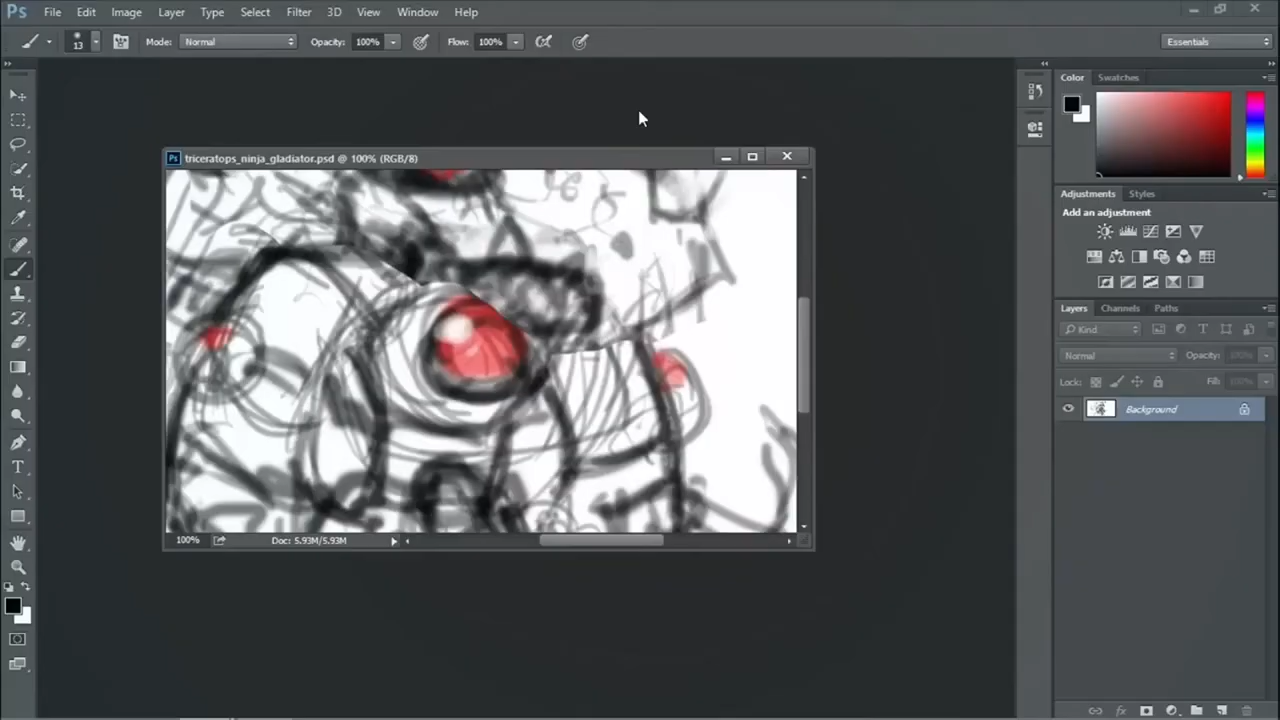 Ps File Edit Image Layer Type Select Filter 3D View Window Help
13 Mode: Normal Opacity: 100% Flow: 100% Essentials
Color Swatches
triceratops_ninja_gladiator.psd @ 100% (RGB/8)
Adjustments Styles
Add an adjustment
Layers Channels Paths
Kind
Normal Opacity: 100%
Lock: Fill: 100%
Background
100% Doc: 5.93M/5.93M